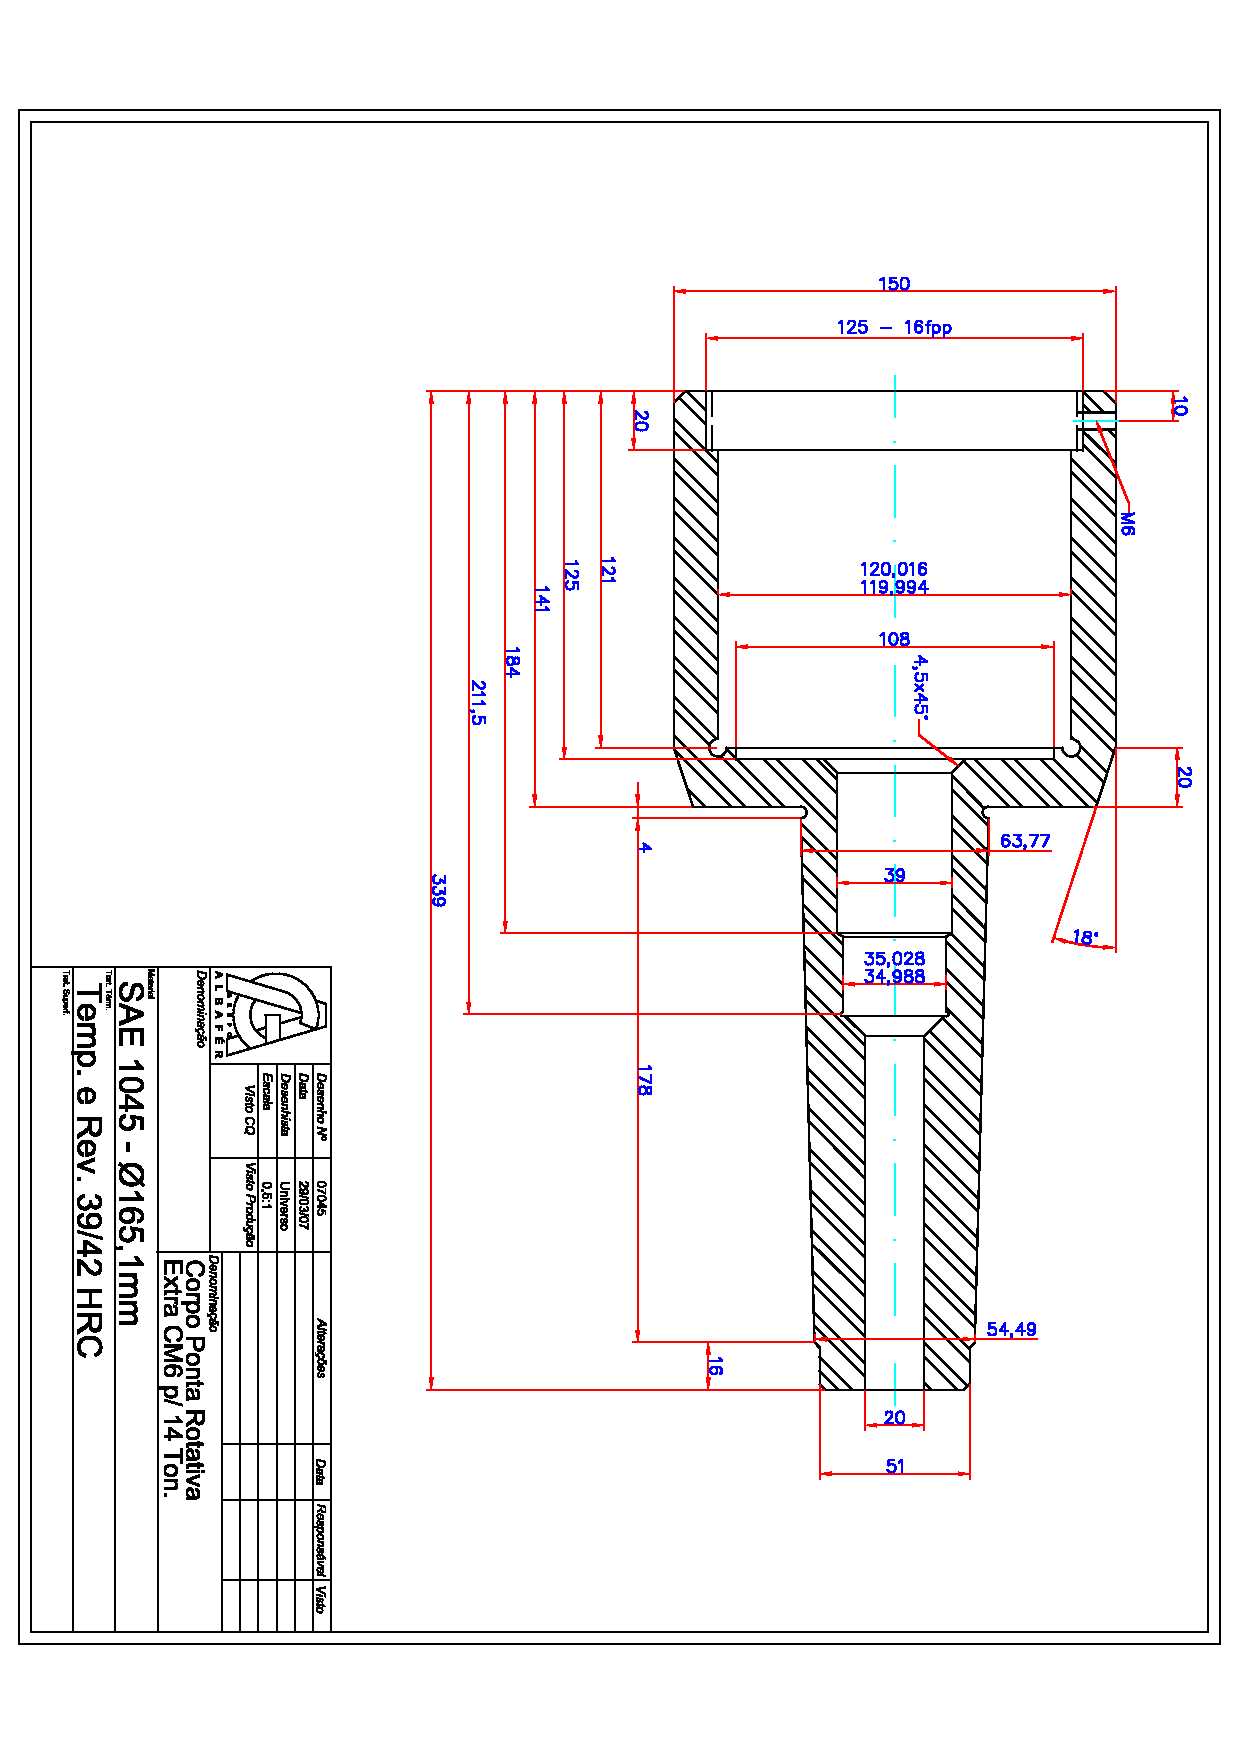 150
125 - 16fpp
10
20
M6
120,016
119,994
121
125
141
108
4,5x45°
184
211,5
20
4
63,77
39
339
18°
35,028
34,988
178
54,49
16
20
51
ALBAFÉR
Desenho Nº 07045
Data 29/03/07
Desenhista Universo
Escala 0,5:1
Visto CQ Visto Produção
Alterações Data Responsável Visto
Denominação
Denominação
Corpo Ponta Rotativa
Extra CM6 p/ 14 Ton.
Material
SAE 1045 - Ø165,1mm
Trat. Térm.
Temp. e Rev. 39/42 HRC
Trat. Superf.